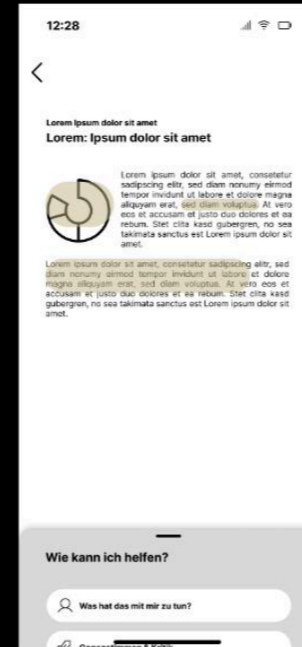 12:28
Lorem Ipsum dolor sit amet
Lorem: Ipsum dolor sit amet
Lorem ipsum dolor sit amet, consetetur
sadipscing elitr, sed diam nonumy eirmod
tempor invidunt ut labore et dolore magna
aliquyam erat, sed diam voluptua. At vero
eos et accusam et justo duo dolores et ea
rebum. Stet clita kasd gubergren, no sea
takimata sanctus est Lorem ipsum dolor sit
amet.
Lorem ipsum dolor sit amet, consetetur sadipscing elitr, sed
diam nonumy eirmod tempor invidunt ut labore et dolore
magna aliquyam erat, sed diam voluptua. At vero eos et
accusam et justo duo dolores et ea rebum. Stet clita kasd
gubergren, no sea takimata sanctus est Lorem ipsum dolor sit
amet.
Wie kann ich helfen?
Was hat das mit mir zu tun?